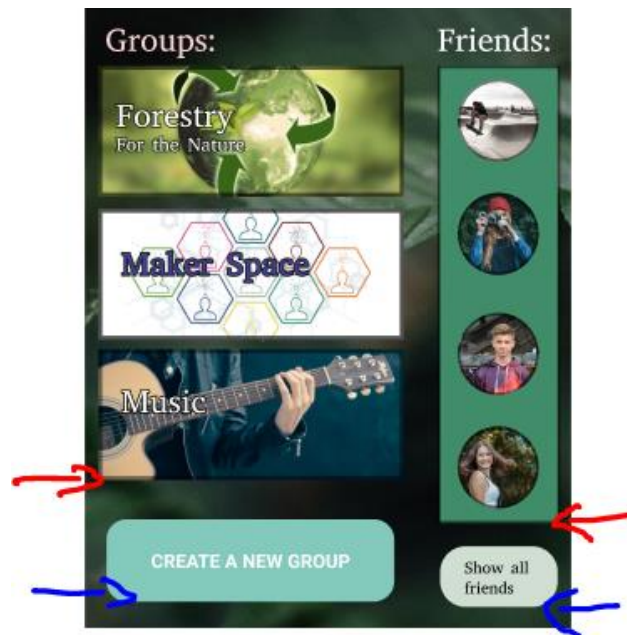 Groups:
Friends:
Forestry
For the Nature
Maker Space
Music
CREATE A NEW GROUP
Show all
friends